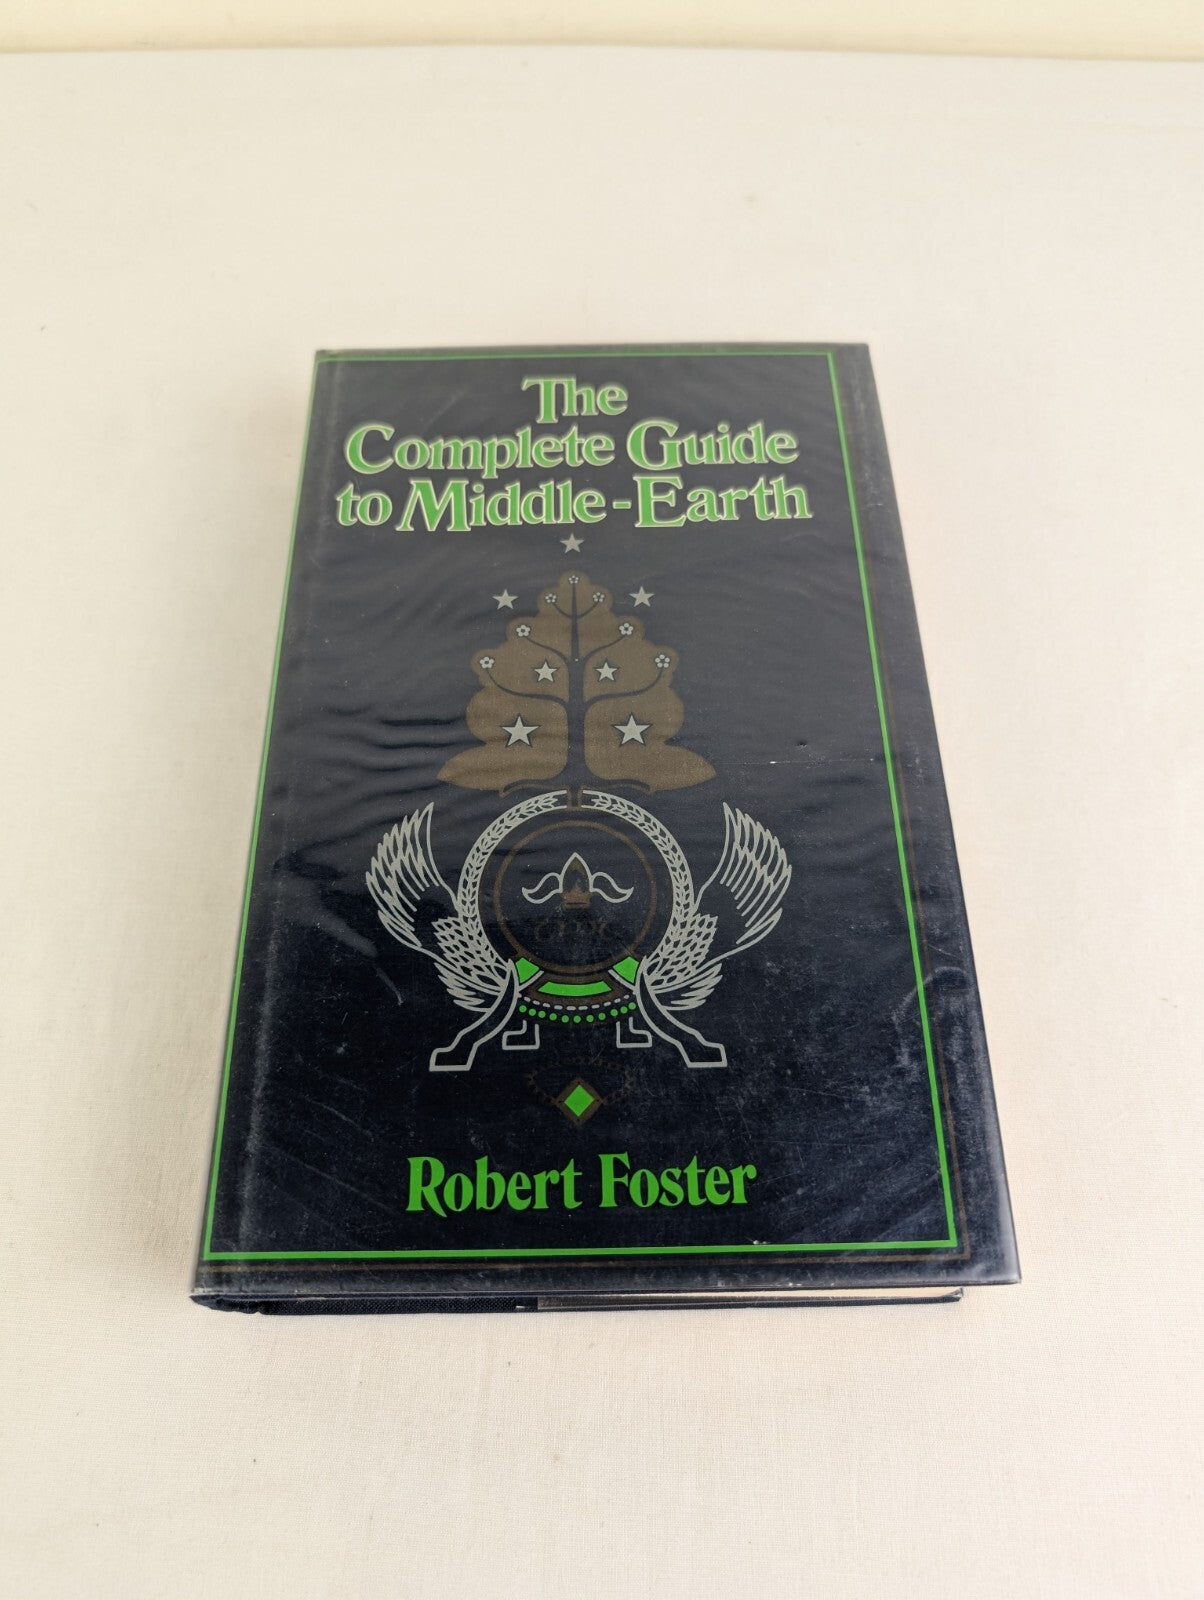 The
Complete Guide
to Middle-Earth
Robert Foster